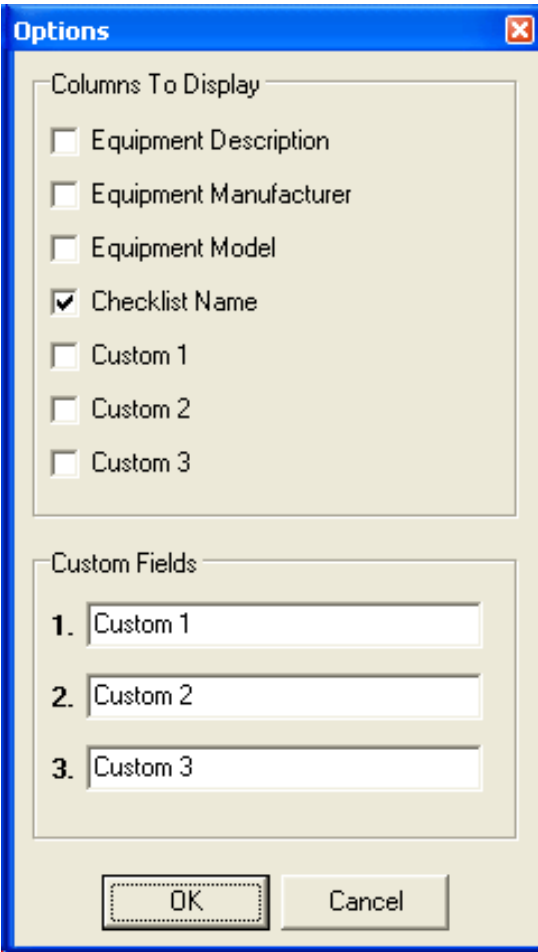 Options
Columns To Display
Equipment Description
Equipment Manufacturer
Equipment Model
Checklist Name
Custom 1
Custom 2
Custom 3
Custom Fields
1. Custom 1
2. Custom 2
3. Custom 3
OK Cancel